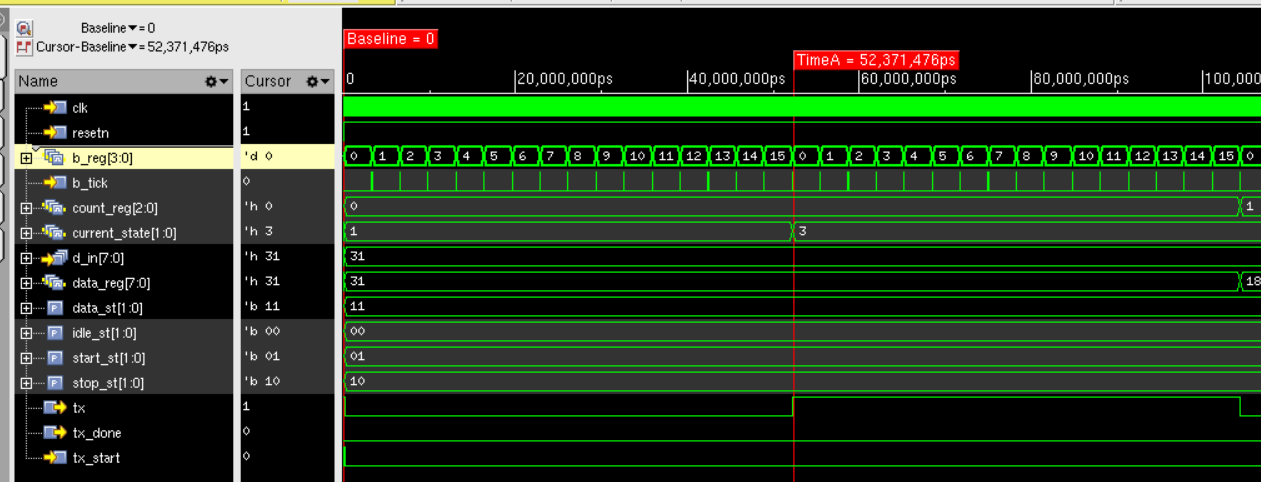 Baseline▼= 0
Cursor-Baseline▼= 52,371,476ps
Baseline = 0
TimeA = 52,371,476ps
Name Cursor 0 20,000,000ps 40,000,000ps 60,000,000ps 80,000,000ps 100,000
clk 1
resetn 1
b_reg[3:0] 'd 0 0 1 2 3 4 5 6 7 8 9 10 11 12 13 14 15 0 1 2 3 4 5 6 7 8 9 10 11 12 13 14 15 0
b_tick 0
count_reg[2:0] 'h 0 0 1
current_state[1:0] 'h 3 1 3
d_in[7:0] 'h 31 31
data_reg[7:0] 'h 31 31 18
P data_st[1:0] 'b 11 11
P idle_st[1:0] 'b 00 00
P start_st[1:0] 'b 01 01
P stop_st[1:0] 'b 10 10
tx 1
tx_done 0
tx_start 0